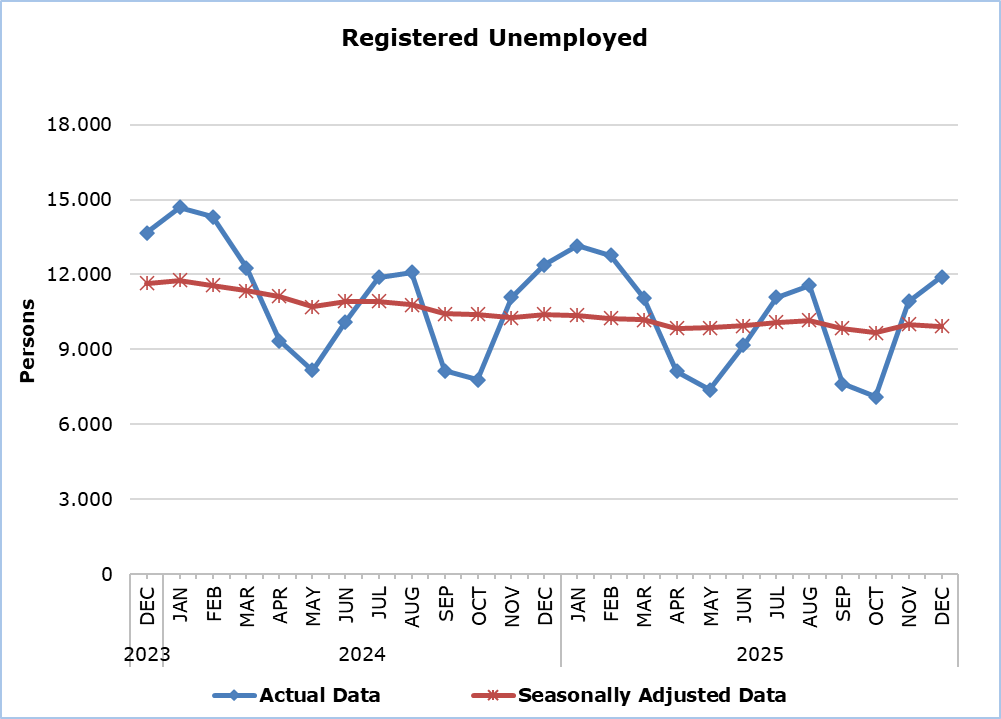 Registered Unemployed
Persons
18.000
15.000
12.000
9.000
6.000
3.000
0
DEC JAN FEB MAR APR MAY JUN JUL AUG SEP OCT NOV DEC JAN FEB MAR APR MAY JUN JUL AUG SEP OCT NOV DEC
2023 2024 2025
Actual Data Seasonally Adjusted Data